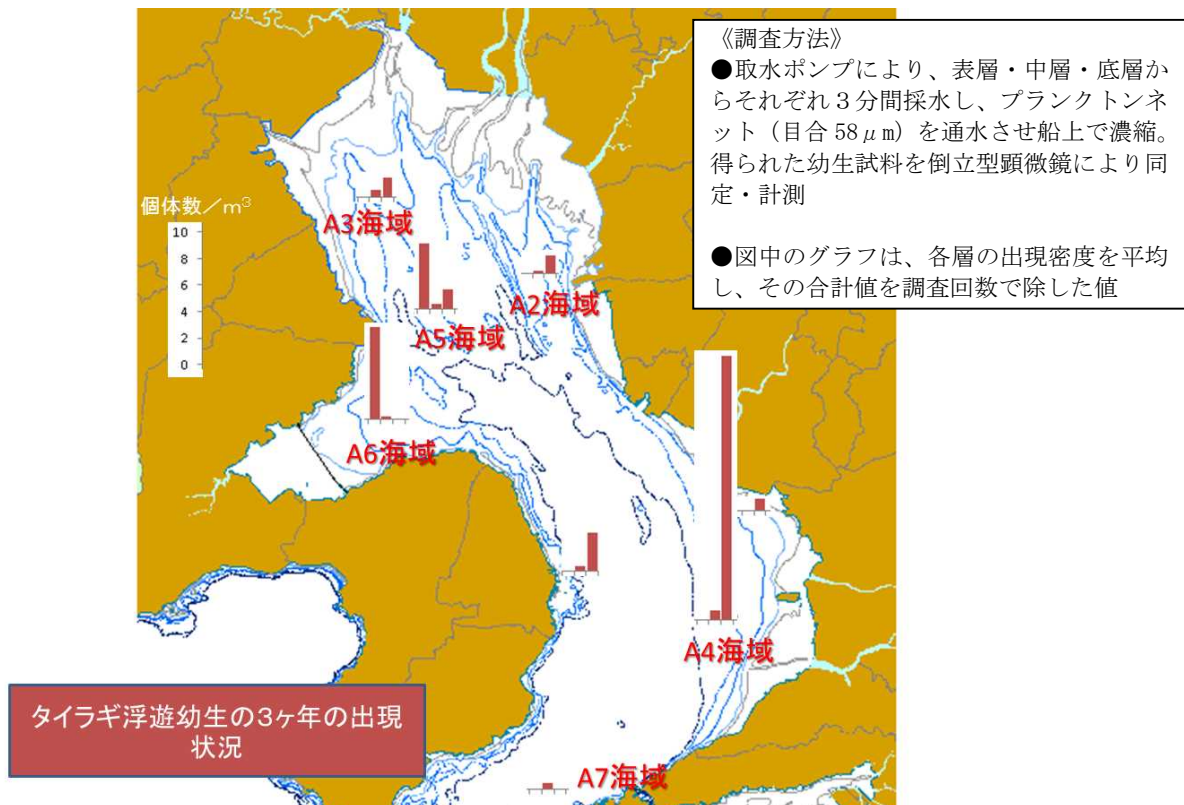 《調査方法》
●取水ポンプにより、表層・中層・底層か
らそれぞれ３分間採水し、プランクトンネ
ット（目合 58μm）を通水させ船上で濃縮。
得られた幼生試料を倒立型顕微鏡により同
定・計測
●図中のグラフは、各層の出現密度を平均
し、その合計値を調査回数で除した値
個体数／m³
10
8
6
4
2
0
A3海域
A2海域
A5海域
A6海域
A4海域
A7海域
タイラギ浮遊幼生の3ヶ年の出現
状況